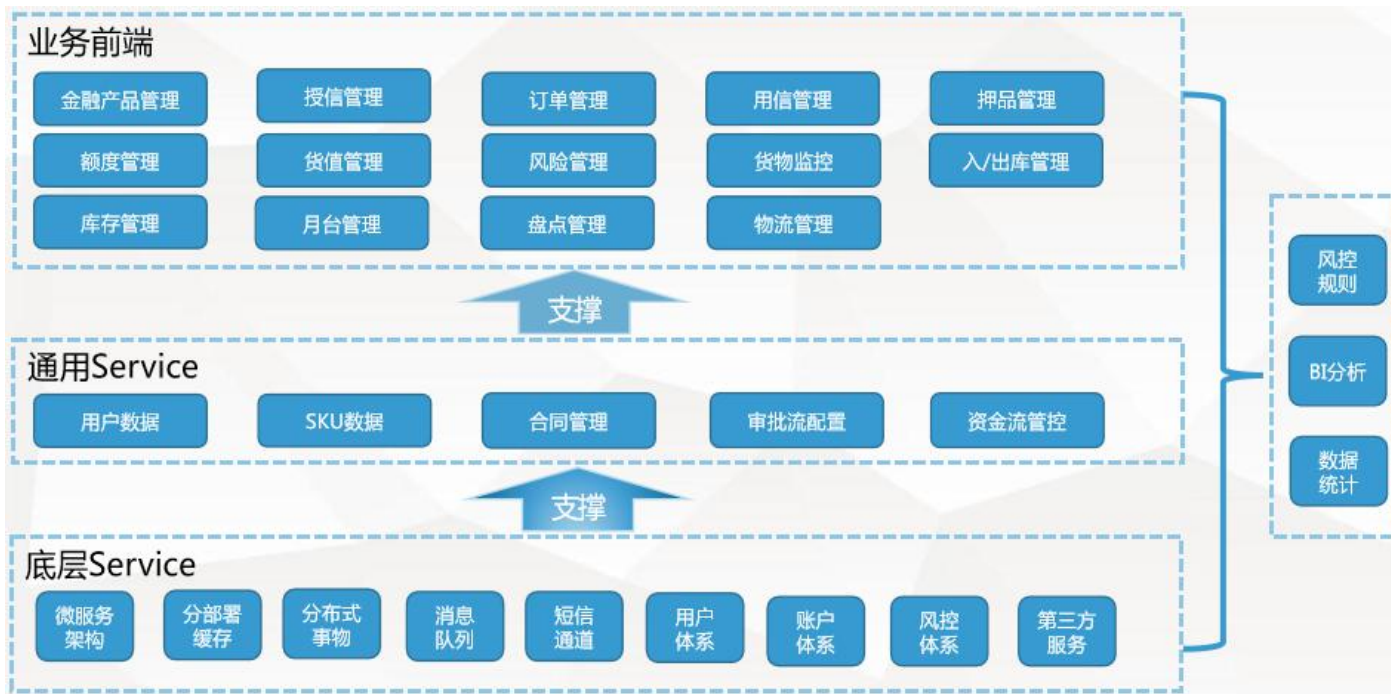 业务前端
金融产品管理
授信管理
订单管理
用信管理
押品管理
额度管理
货值管理
风险管理
货物监控
入/出库管理
库存管理
月台管理
盘点管理
物流管理
支撑
通用Service
用户数据
SKU数据
合同管理
审批流配置
资金流管控
支撑
底层Service
微服务
架构
分部署
缓存
分布式
事物
消息
队列
短信
通道
用户
体系
账户
体系
风控
体系
第三方
服务
风控
规则
BI分析
数据
统计